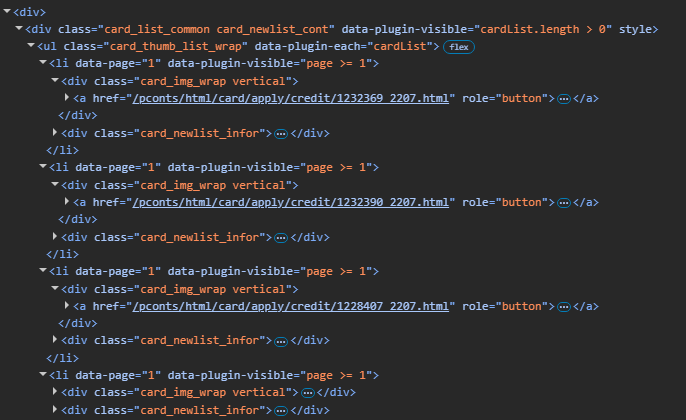 <div>
<div class="card_list_common card_newlist_cont" data-plugin-visible="cardList.length > 0" style>
<ul class="card_thumb_list_wrap" data-plugin-each="cardList"> flex
<li data-page="1" data-plugin-visible="page >= 1">
<div class="card_img_wrap vertical">
<a href="/pconts/html/card/apply/credit/1232369_2207.html" role="button"> … </a>
</div>
<div class="card_newlist_infor"> … </div>
</li>
<li data-page="1" data-plugin-visible="page >= 1">
<div class="card_img_wrap vertical">
<a href="/pconts/html/card/apply/credit/1232390_2207.html" role="button"> … </a>
</div>
<div class="card_newlist_infor"> … </div>
</li>
<li data-page="1" data-plugin-visible="page >= 1">
<div class="card_img_wrap vertical">
<a href="/pconts/html/card/apply/credit/1228407_2207.html" role="button"> … </a>
</div>
<div class="card_newlist_infor"> … </div>
</li>
<li data-page="1" data-plugin-visible="page >= 1">
<div class="card_img_wrap vertical"> … </div>
<div class="card_newlist_infor"> … </div>